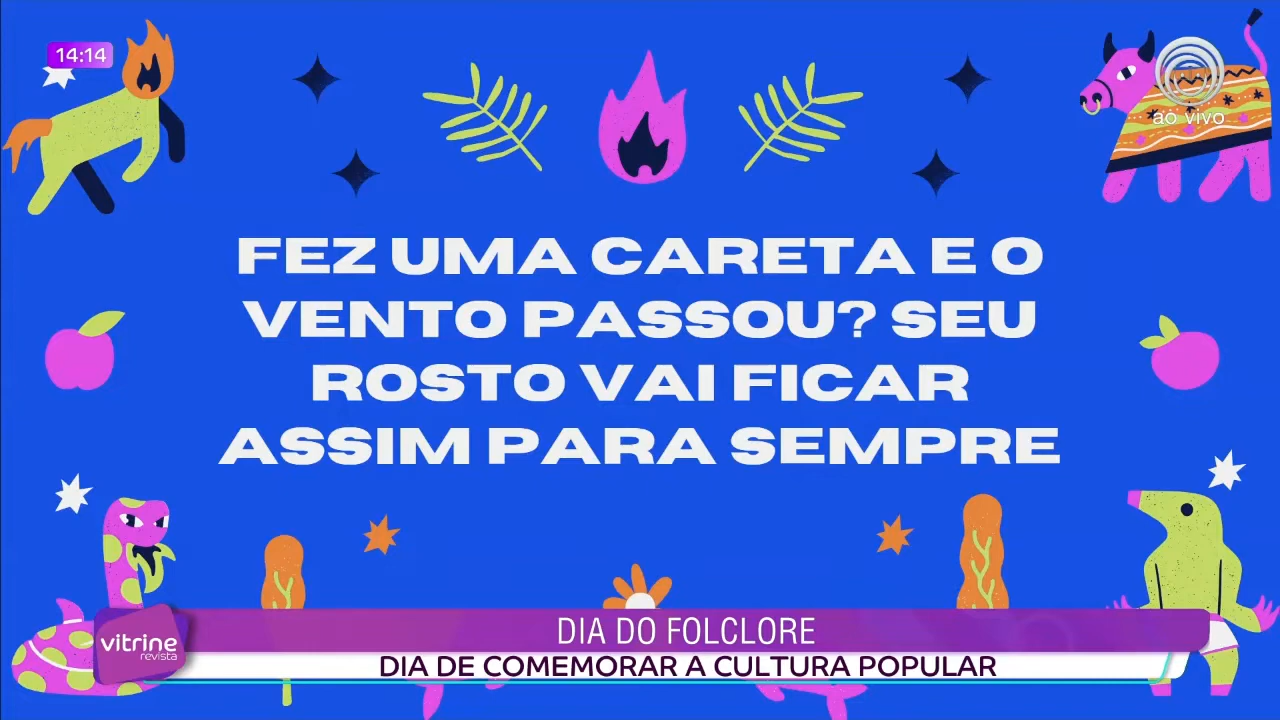 14:14
ao vivo
FEZ UMA CARETA E O
VENTO PASSOU? SEU
ROSTO VAI FICAR
ASSIM PARA SEMPRE
vitrine
revista
DIA DO FOLCLORE
DIA DE COMEMORAR A CULTURA POPULAR